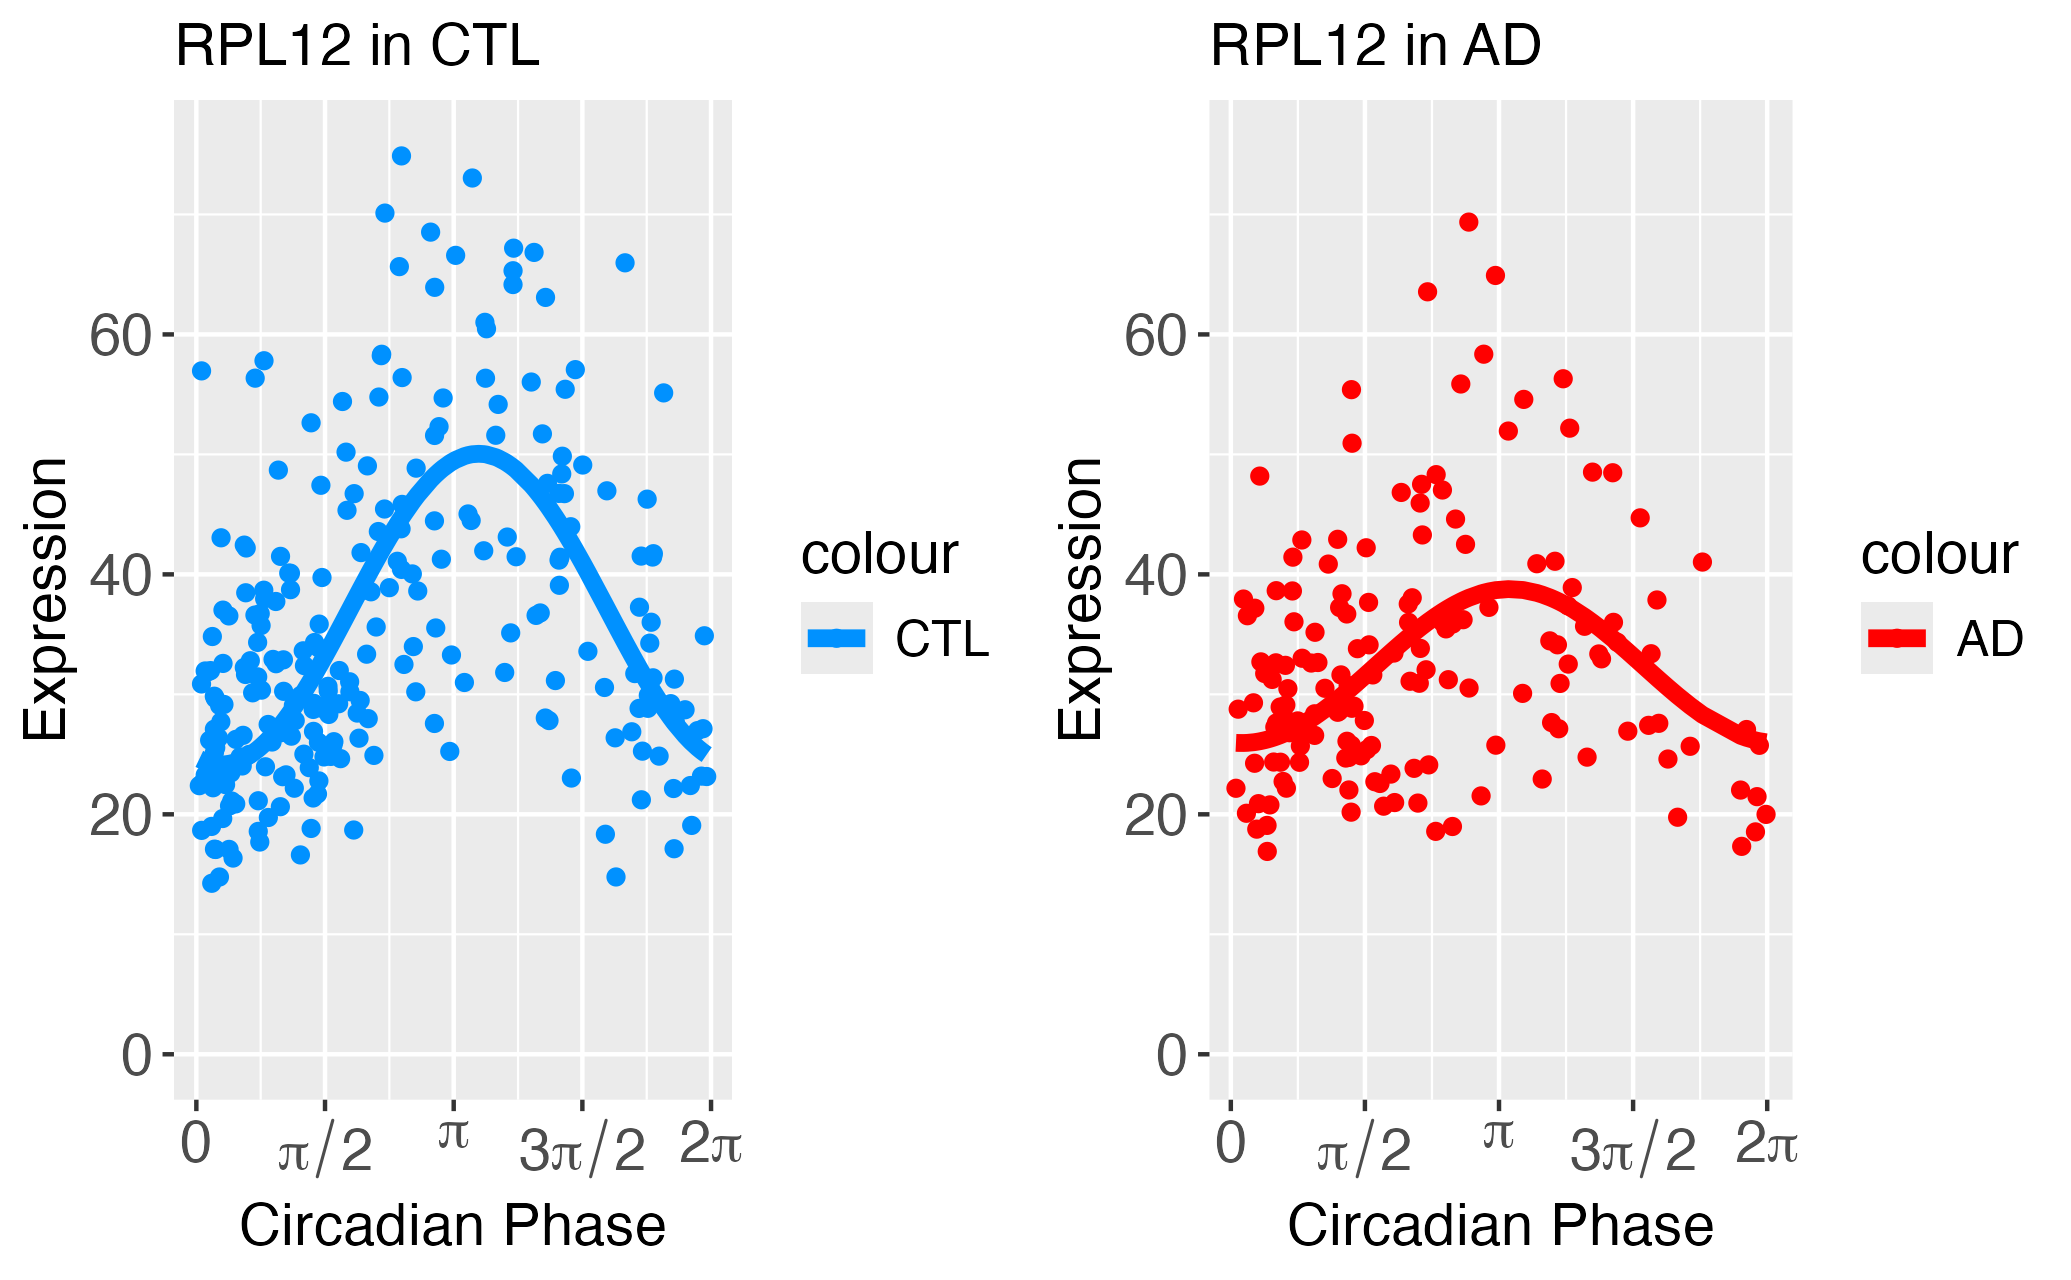 RPL12 in CTL
Expression
60
40
20
0
0 π/2 π 3π/2 2π
Circadian Phase
colour
CTL
RPL12 in AD
Expression
60
40
20
0
0 π/2 π 3π/2 2π
Circadian Phase
colour
AD